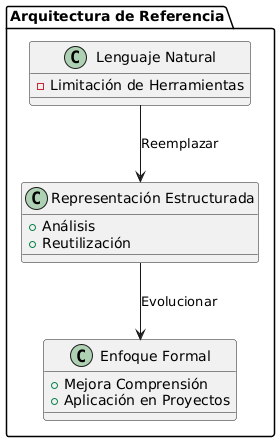 Arquitectura de Referencia
C Lenguaje Natural
Limitación de Herramientas
Reemplazar
C Representación Estructurada
Análisis
Reutilización
Evolucionar
C Enfoque Formal
Mejora Comprensión
Aplicación en Proyectos